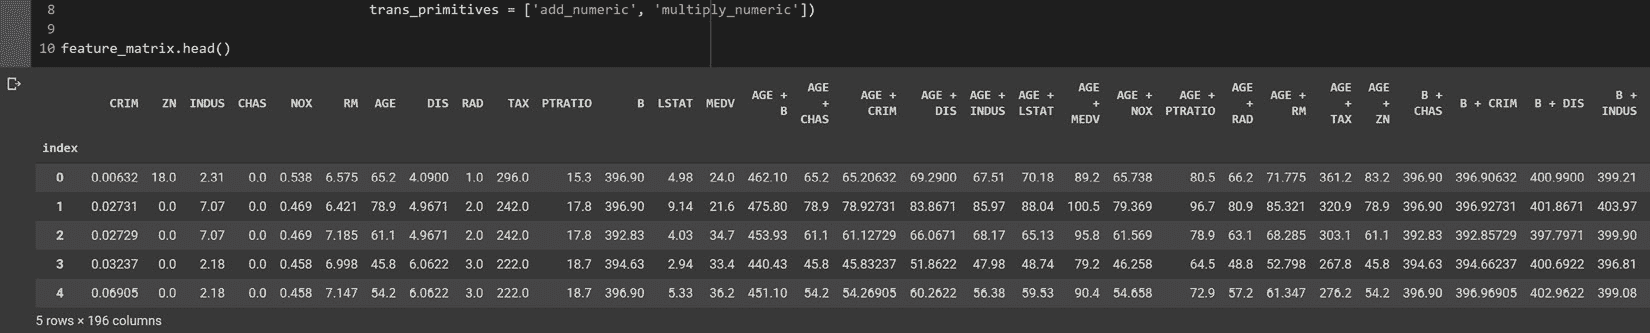 8 trans_primitives = ['add_numeric', 'multiply_numeric'])
9
10 feature_matrix.head()
CRIM ZN INDUS CHAS NOX RM AGE DIS RAD TAX PTRATIO B LSTAT MEDV AGE + B AGE + CHAS AGE + CRIM AGE + DIS AGE + INDUS AGE + LSTAT AGE + MEDV AGE + NOX AGE + PTRATIO AGE + RAD AGE + RM AGE + TAX AGE + ZN B + CHAS B + CRIM B + DIS B + INDUS
index
0 0.00632 18.0 2.31 0.0 0.538 6.575 65.2 4.0900 1.0 296.0 15.3 396.90 4.98 24.0 462.10 65.2 65.20632 69.2900 67.51 70.18 89.2 65.738 80.5 66.2 71.775 361.2 83.2 396.90 396.90632 400.9900 399.21
1 0.02731 0.0 7.07 0.0 0.469 6.421 78.9 4.9671 2.0 242.0 17.8 396.90 9.14 21.6 475.80 78.9 78.92731 83.8671 85.97 88.04 100.5 79.369 96.7 80.9 85.321 320.9 78.9 396.90 396.92731 401.8671 403.97
2 0.02729 0.0 7.07 0.0 0.469 7.185 61.1 4.9671 2.0 242.0 17.8 392.83 4.03 34.7 453.93 61.1 61.12729 66.0671 68.17 65.13 95.8 61.569 78.9 63.1 68.285 303.1 61.1 392.83 392.85729 397.7971 399.90
3 0.03237 0.0 2.18 0.0 0.458 6.998 45.8 6.0622 3.0 222.0 18.7 394.63 2.94 33.4 440.43 45.8 45.83237 51.8622 47.98 48.74 79.2 46.258 64.5 48.8 52.798 267.8 45.8 394.63 394.66237 400.6922 396.81
4 0.06905 0.0 2.18 0.0 0.458 7.147 54.2 6.0622 3.0 222.0 18.7 396.90 5.33 36.2 451.10 54.2 54.26905 60.2622 56.38 59.53 90.4 54.658 72.9 57.2 61.347 276.2 54.2 396.90 396.96905 402.9622 399.08
5 rows × 196 columns